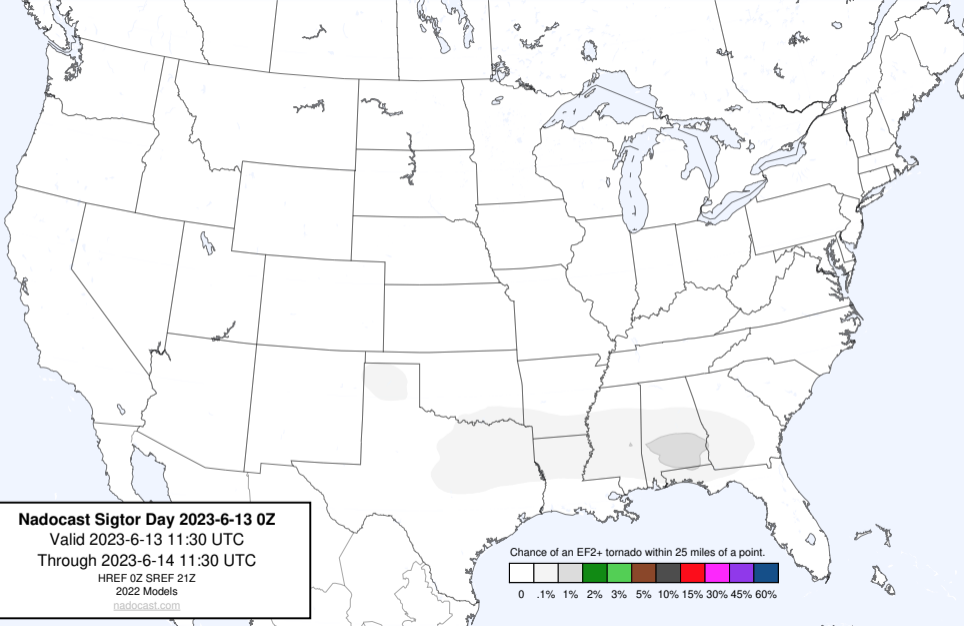 Nadocast Sigtor Day 2023-6-13 0Z
Valid 2023-6-13 11:30 UTC
Through 2023-6-14 11:30 UTC
HREF 0Z SREF 21Z
2022 Models
nadocast.com
Chance of an EF2+ tornado within 25 miles of a point.
0 .1% 1% 2% 3% 5% 10% 15% 30% 45% 60%